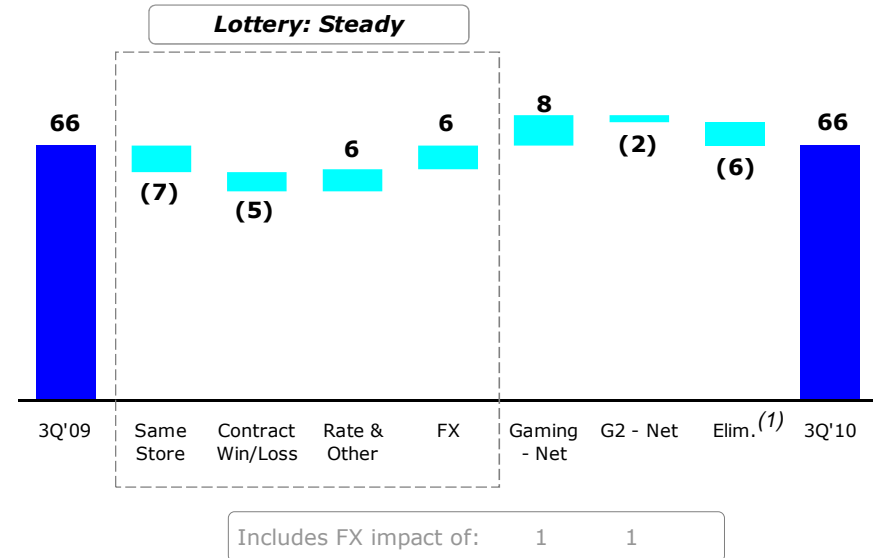 Lottery: Steady
66
(7)
(5)
6
6
8
(2)
(6)
66
3Q'09
Same
Store
Contract
Win/Loss
Rate &
Other
FX
Gaming
- Net
G2 - Net
Elim.(1)
3Q'10
Includes FX impact of: 1 1